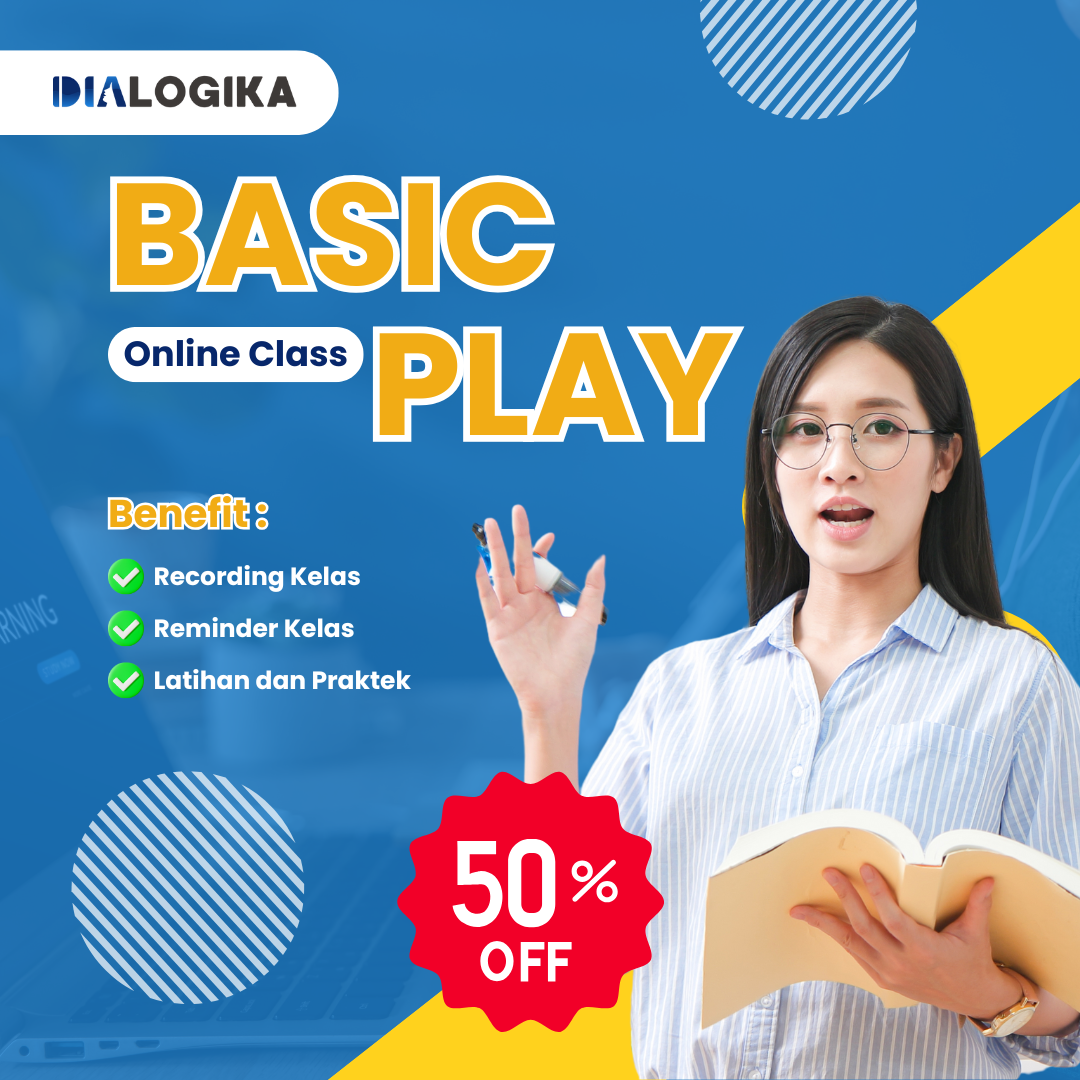 DIALOGIKA
BASIC
Online Class
PLAY
Benefit :
Recording Kelas
Reminder Kelas
Latihan dan Praktek
50%
OFF